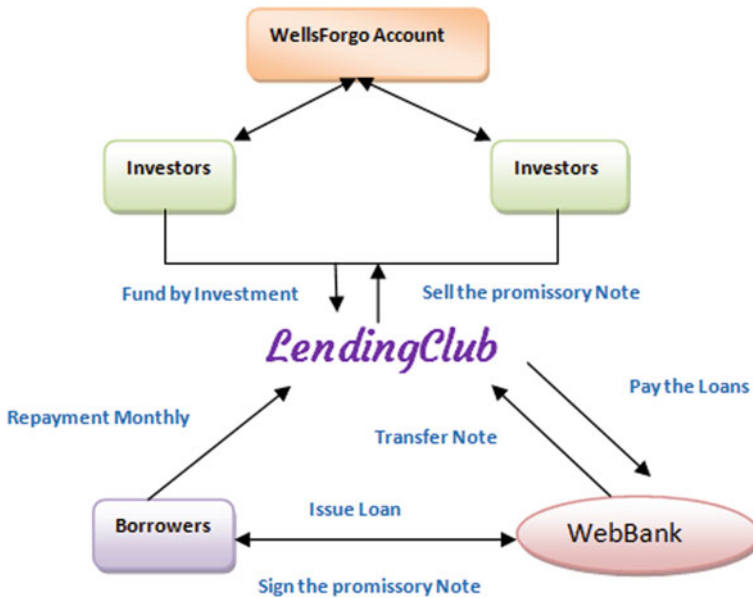 WellsForgo Account
Investors
Investors
Fund by Investment
Sell the promissory Note
LendingClub
Pay the Loans
Repayment Monthly
Transfer Note
Issue Loan
Borrowers
WebBank
Sign the promissory Note